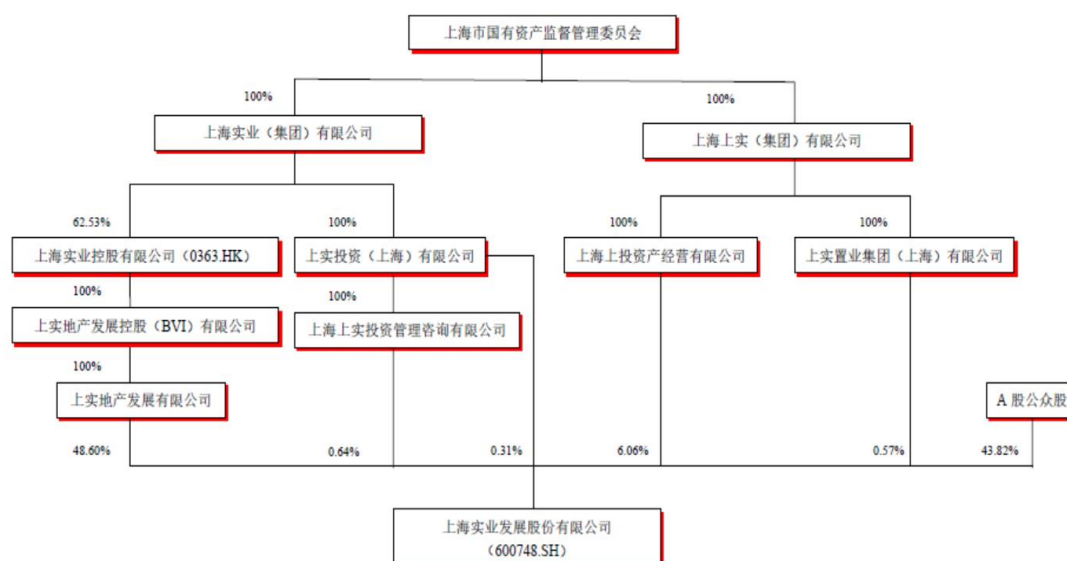 上海市国有资产监督管理委员会
100%
100%
上海实业（集团）有限公司
上海上实（集团）有限公司
62.53%
100%
100%
100%
上海实业控股有限公司（0363.HK）
上实投资（上海）有限公司
上海上投资产经营有限公司
上实置业集团（上海）有限公司
100%
100%
上实地产发展控股（BVI）有限公司
上海上实投资管理咨询有限公司
100%
上实地产发展有限公司
A 股公众股
48.60%
0.64%
0.31%
6.06%
0.57%
43.82%
上海实业发展股份有限公司
（600748.SH）